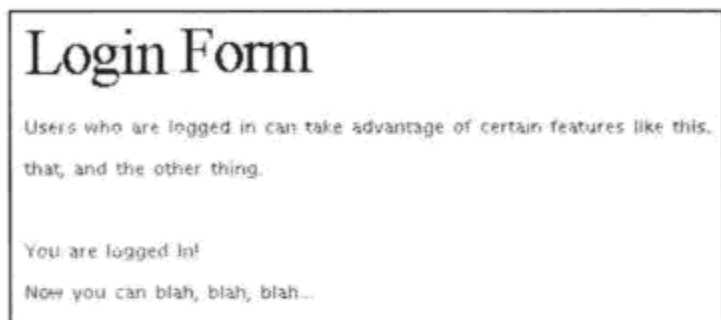 Login Form
Users who are logged in can take advantage of certain features like this,
that, and the other thing.
You are logged in!
Now you can blah, blah, blah...